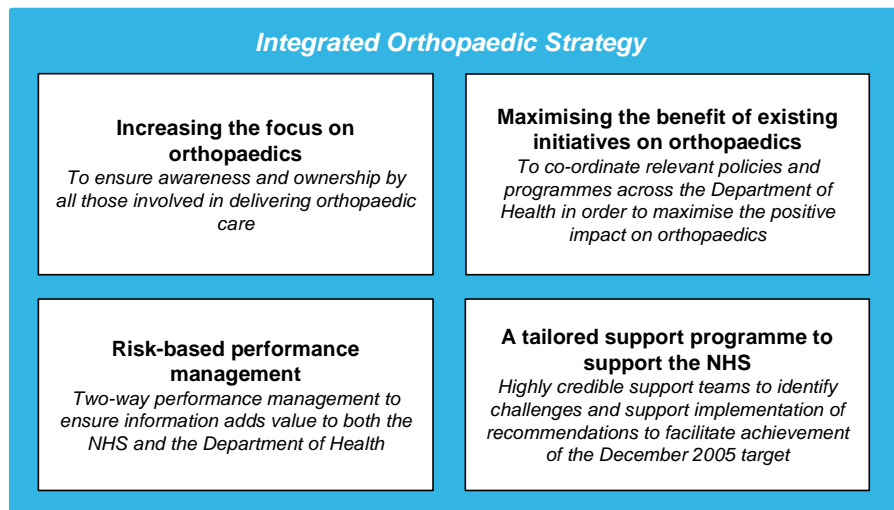 Integrated Orthopaedic Strategy
Increasing the focus on
orthopaedics
To ensure awareness and ownership by
all those involved in delivering orthopaedic
care
Maximising the benefit of existing
initiatives on orthopaedics
To co-ordinate relevant policies and
programmes across the Department of
Health in order to maximise the positive
impact on orthopaedics
Risk-based performance
management
Two-way performance management to
ensure information adds value to both the
NHS and the Department of Health
A tailored support programme to
support the NHS
Highly credible support teams to identify
challenges and support implementation of
recommendations to facilitate achievement
of the December 2005 target